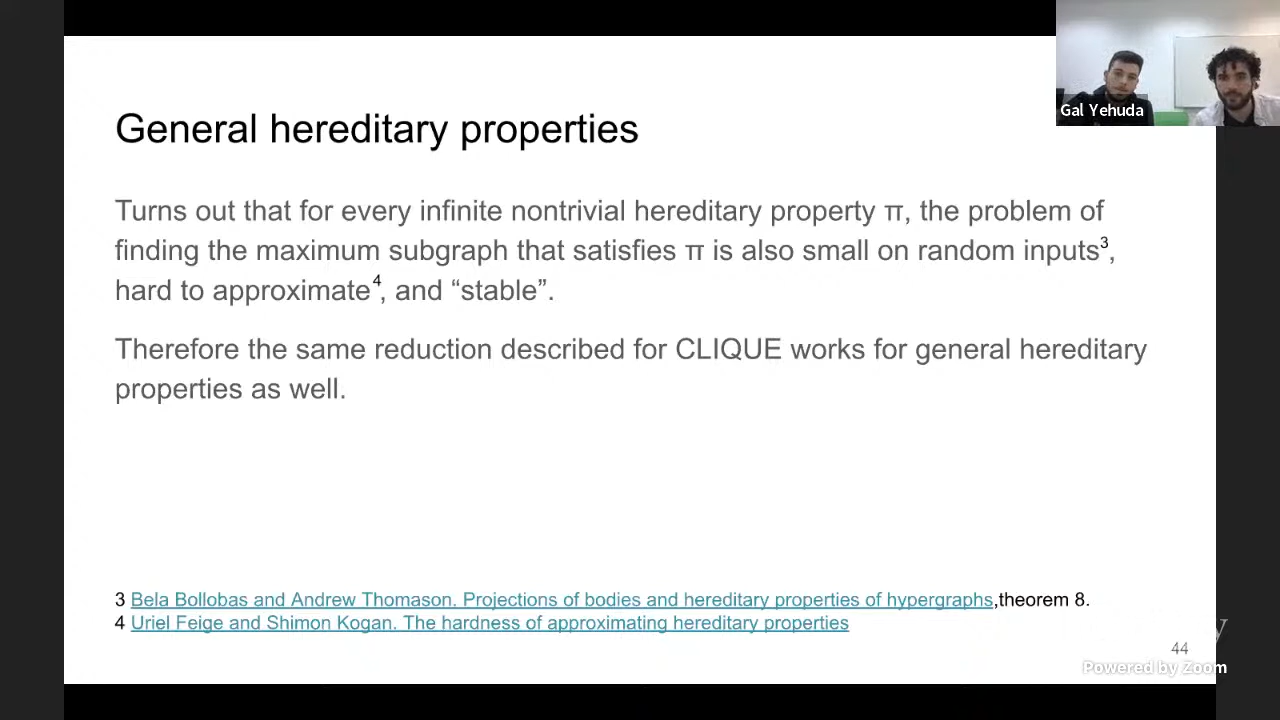 Gal Yehuda
General hereditary properties
Turns out that for every infinite nontrivial hereditary property π, the problem of
finding the maximum subgraph that satisfies π is also small on random inputs³,
hard to approximate⁴, and “stable”.
Therefore the same reduction described for CLIQUE works for general hereditary
properties as well.
3 Bela Bollobas and Andrew Thomason. Projections of bodies and hereditary properties of hypergraphs,theorem 8.
4 Uriel Feige and Shimon Kogan. The hardness of approximating hereditary properties
44
Powered by Zoom